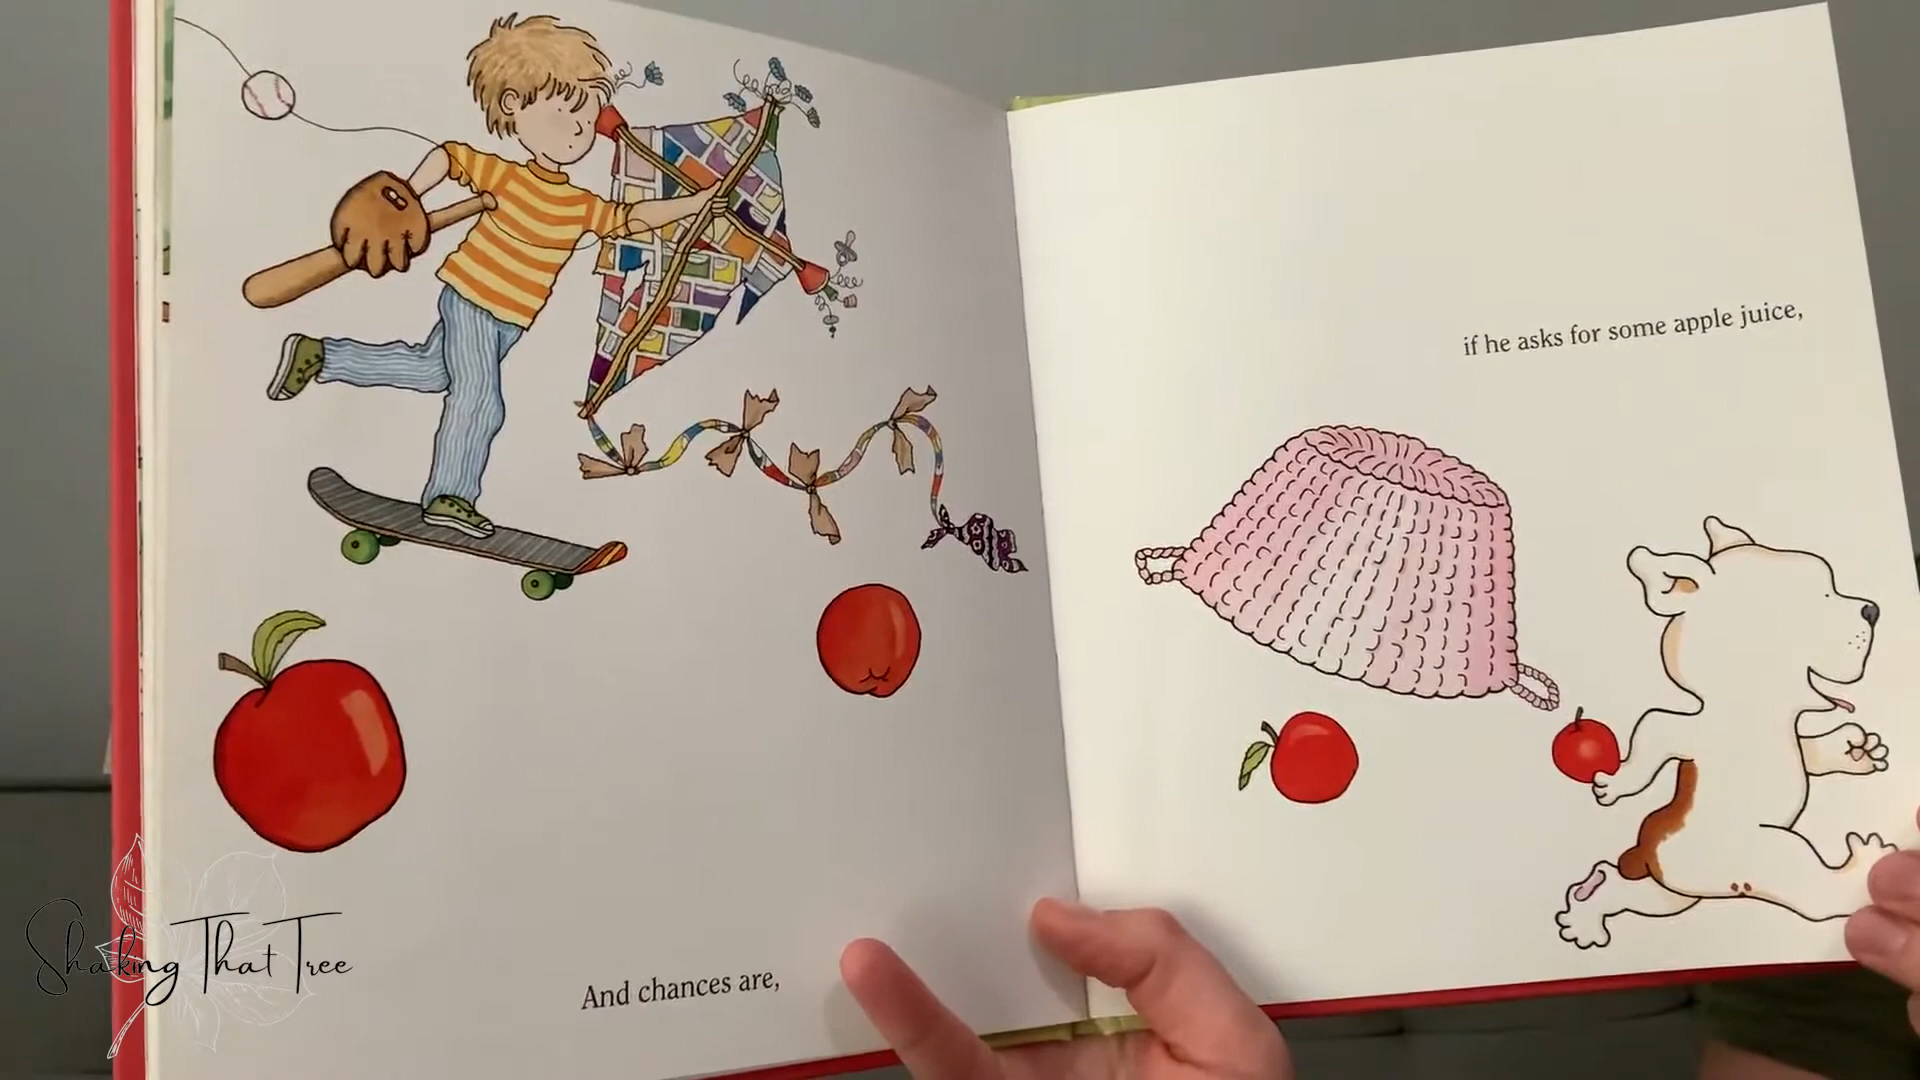 And chances are,
if he asks for some apple juice,
Shaking That Tree